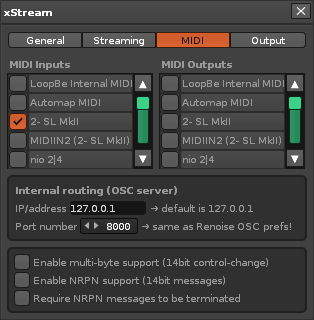 xStream
General Streaming MIDI Output
MIDI Inputs MIDI Outputs
LoopBe Internal MIDI LoopBe Internal MIDI
Automap MIDI Automap MIDI
2- SL MkII 2- SL MkII
MIDIIN2 (2- SL MkII) MIDIIN2 (2- SL MkII)
nio 2|4 nio 2|4
Internal routing (OSC server)
IP/address 127.0.0.1 → default is 127.0.0.1
Port number 8000 → same as Renoise OSC prefs!
Enable multi-byte support (14bit control-change)
Enable NRPN support (14bit messages)
Require NRPN messages to be terminated